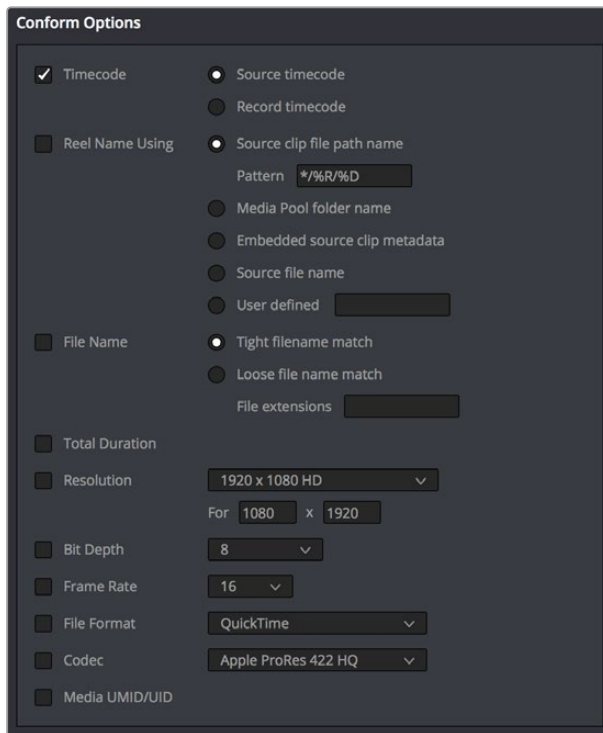 Conform Options
Timecode
Source timecode
Record timecode
Reel Name Using
Source clip file path name
Pattern */%R/%D
Media Pool folder name
Embedded source clip metadata
Source file name
User defined
File Name
Tight filename match
Loose file name match
File extensions
Total Duration
Resolution
1920 x 1080 HD
For 1080 x 1920
Bit Depth
8
Frame Rate
16
File Format
QuickTime
Codec
Apple ProRes 422 HQ
Media UMID/UID